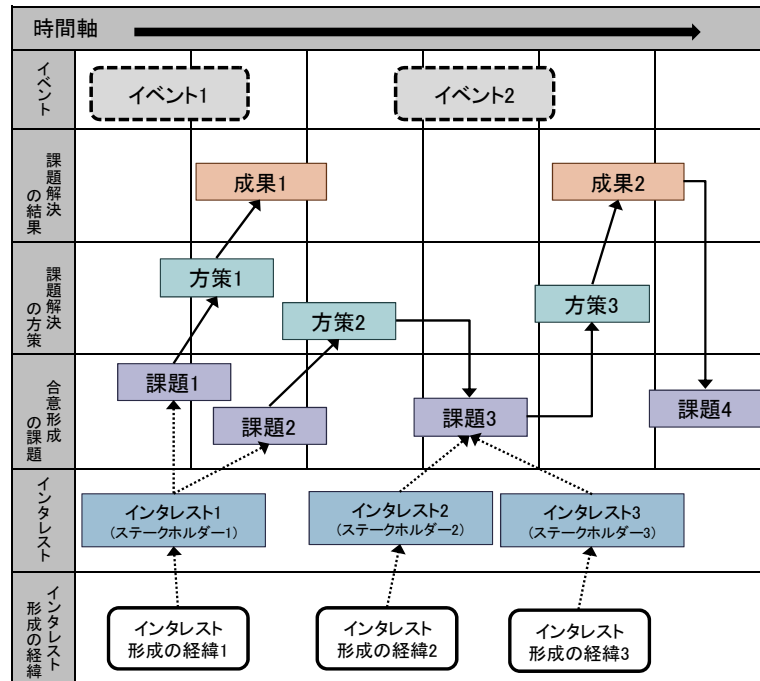 時間軸
イベント
イベント1
イベント2
課題解決
の結果
成果1
成果2
課題解決
の方策
方策1
方策2
方策3
合意形成
の課題
課題1
課題2
課題3
課題4
インタレスト
インタレスト1
(ステークホルダー1)
インタレスト2
(ステークホルダー2)
インタレスト3
(ステークホルダー3)
インタレスト
形成の経緯
インタレスト
形成の経緯1
インタレスト
形成の経緯2
インタレスト
形成の経緯3